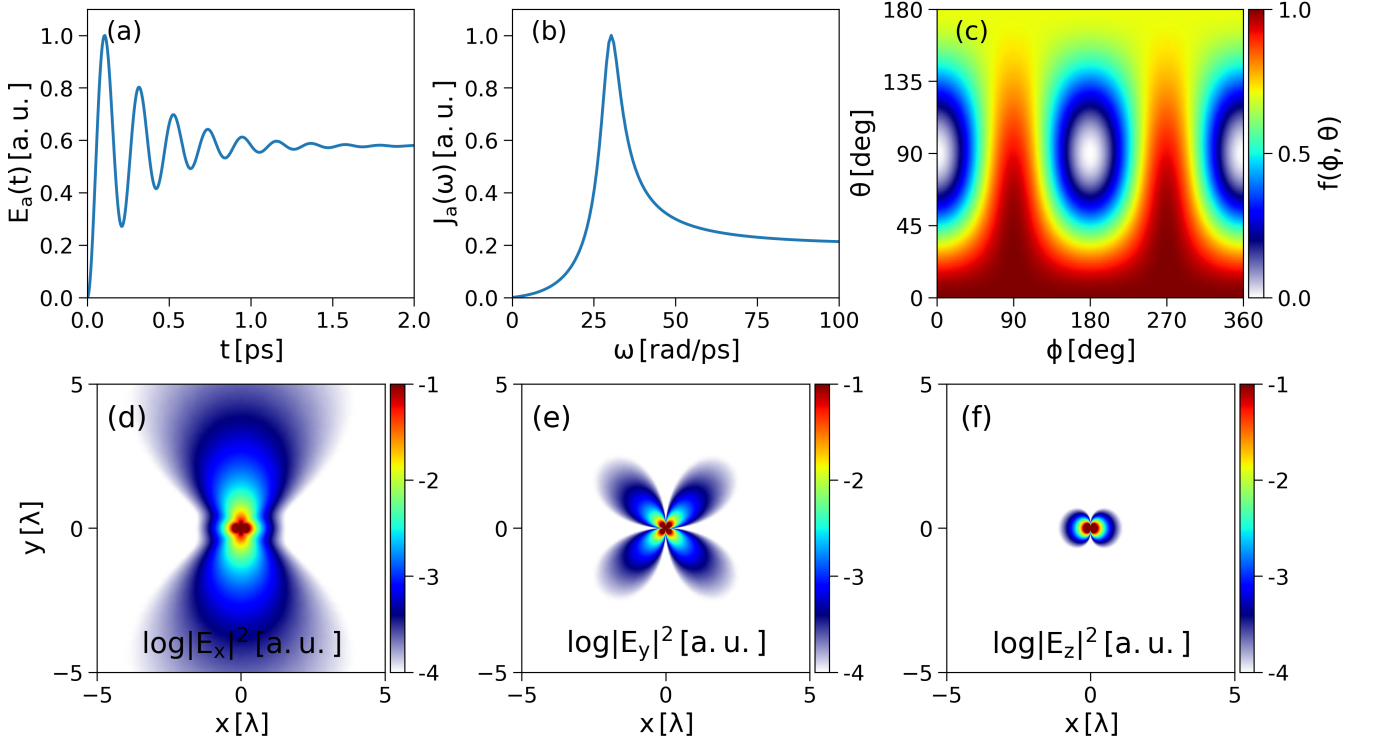 (a)
E_a(t) [a. u. ]
1.0
0.8
0.6
0.4
0.2
0.0
0.0 0.5 1.0 1.5 2.0
t [ps]
(b)
J_a(ω) [a. u. ]
1.0
0.8
0.6
0.4
0.2
0.0
0 25 50 75 100
ω [rad/ps]
(c)
θ [deg]
180
135
90
45
0
0 90 180 270 360
ϕ [deg]
1.0
0.5
0.0
f(ϕ, θ)
(d)
y [λ]
5
0
−5
−5 0 5
x [λ]
log|E_x|² [a. u. ]
-1
-2
-3
-4
(e)
5
0
−5
−5 0 5
x [λ]
log|E_y|² [a. u. ]
-1
-2
-3
-4
(f)
5
0
−5
−5 0 5
x [λ]
log|E_z|² [a. u. ]
-1
-2
-3
-4